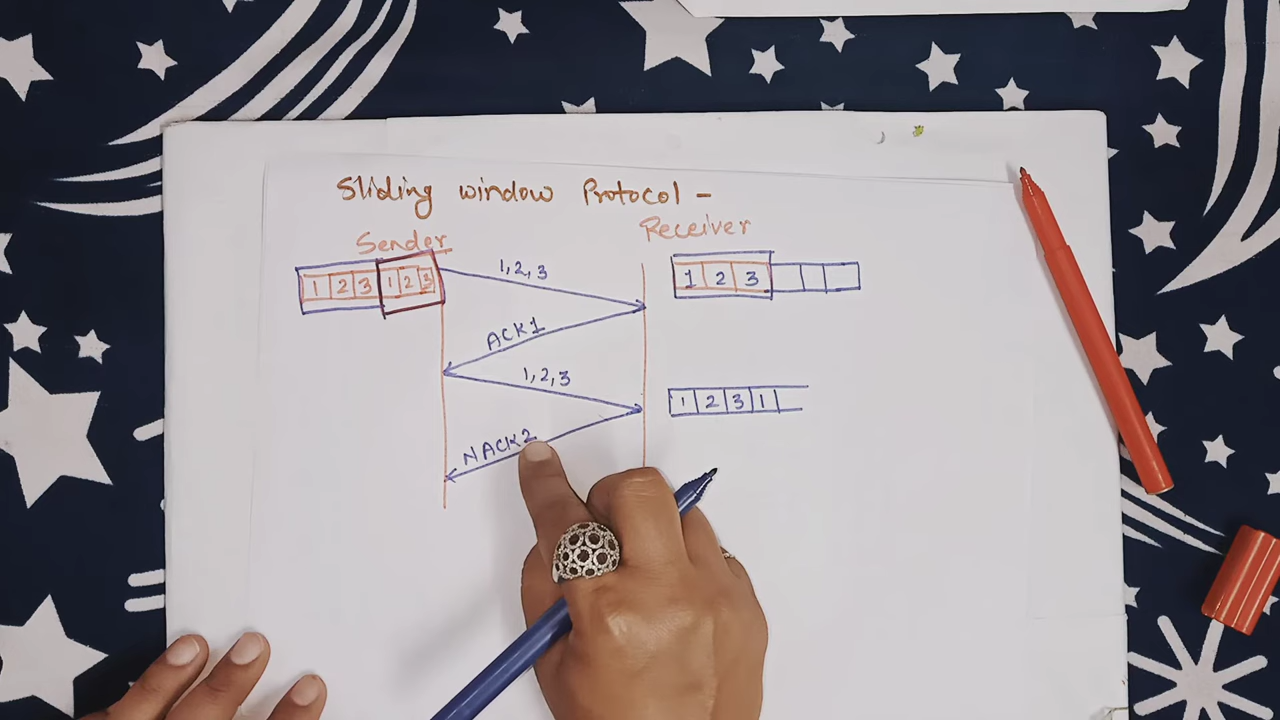 Sliding window Protocol -
Sender
Receiver
1 2 3 1 2 3
1, 2, 3
1 2 3
ACK1
1, 2, 3
1 2 3 1
NACK2